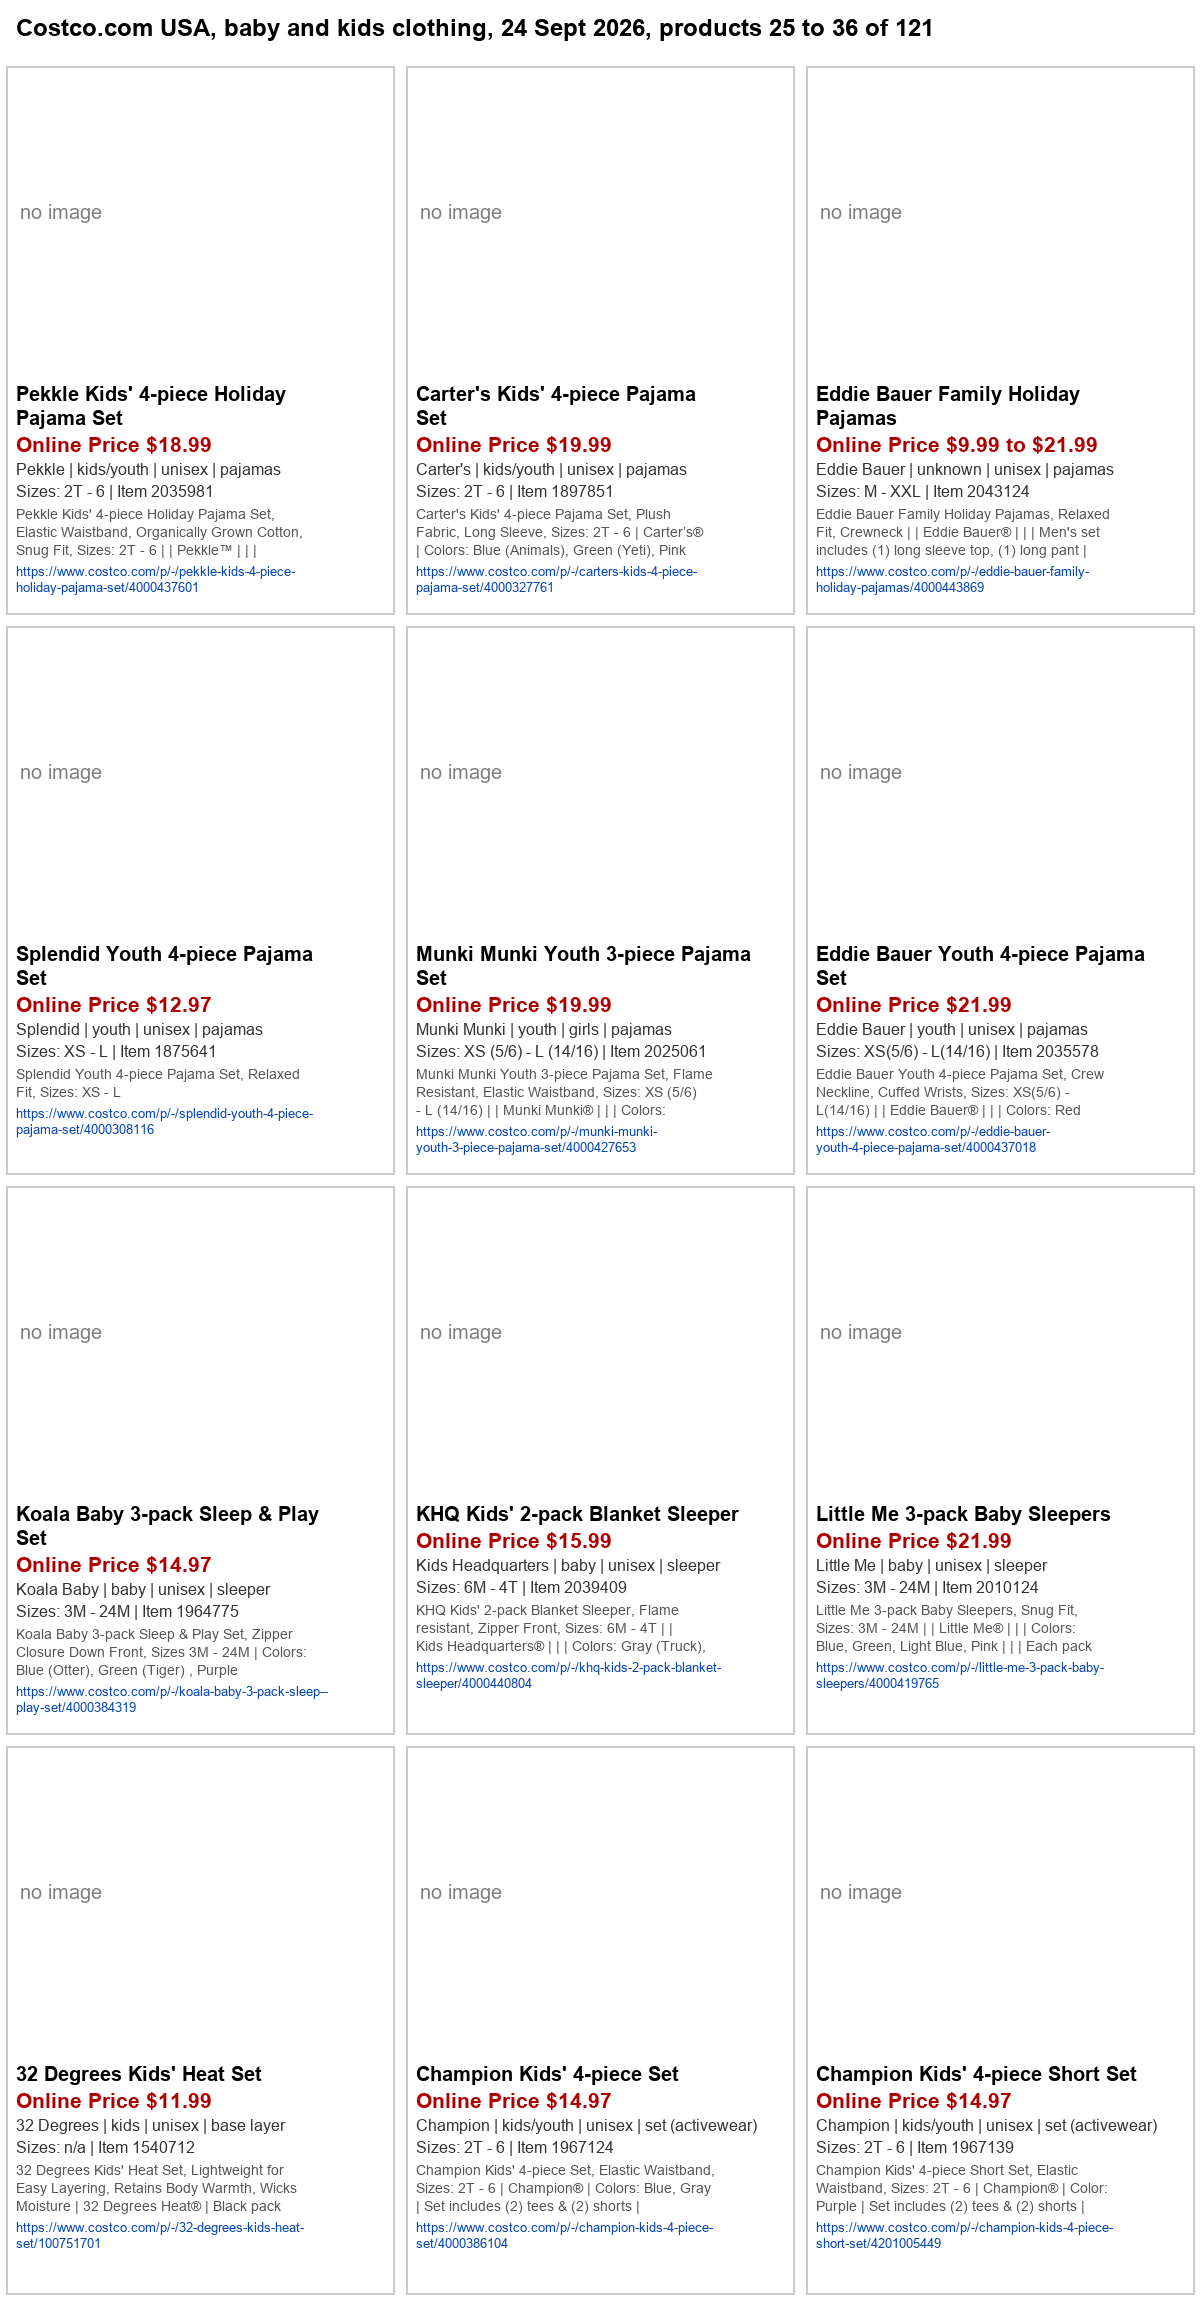 Costco.com USA, baby and kids clothing, 24 Sept 2026, products 25 to 36 of 121
no image
Pekkle Kids' 4-piece Holiday
Pajama Set
Online Price $18.99
Pekkle | kids/youth | unisex | pajamas
Sizes: 2T - 6 | Item 2035981
Pekkle Kids' 4-piece Holiday Pajama Set,
Elastic Waistband, Organically Grown Cotton,
Snug Fit, Sizes: 2T - 6 | | Pekkle™ | | |
https://www.costco.com/p/-/pekkle-kids-4-piece-
holiday-pajama-set/4000437601
no image
Carter's Kids' 4-piece Pajama
Set
Online Price $19.99
Carter's | kids/youth | unisex | pajamas
Sizes: 2T - 6 | Item 1897851
Carter's Kids' 4-piece Pajama Set, Plush
Fabric, Long Sleeve, Sizes: 2T - 6 | Carter’s®
| Colors: Blue (Animals), Green (Yeti), Pink
https://www.costco.com/p/-/carters-kids-4-piece-
pajama-set/4000327761
no image
Eddie Bauer Family Holiday
Pajamas
Online Price $9.99 to $21.99
Eddie Bauer | unknown | unisex | pajamas
Sizes: M - XXL | Item 2043124
Eddie Bauer Family Holiday Pajamas, Relaxed
Fit, Crewneck | | Eddie Bauer® | | | Men's set
includes (1) long sleeve top, (1) long pant |
https://www.costco.com/p/-/eddie-bauer-family-
holiday-pajamas/4000443869
no image
Splendid Youth 4-piece Pajama
Set
Online Price $12.97
Splendid | youth | unisex | pajamas
Sizes: XS - L | Item 1875641
Splendid Youth 4-piece Pajama Set, Relaxed
Fit, Sizes: XS - L
https://www.costco.com/p/-/splendid-youth-4-piece-
pajama-set/4000308116
no image
Munki Munki Youth 3-piece Pajama
Set
Online Price $19.99
Munki Munki | youth | girls | pajamas
Sizes: XS (5/6) - L (14/16) | Item 2025061
Munki Munki Youth 3-piece Pajama Set, Flame
Resistant, Elastic Waistband, Sizes: XS (5/6)
- L (14/16) | | Munki Munki® | | | Colors:
https://www.costco.com/p/-/munki-munki-
youth-3-piece-pajama-set/4000427653
no image
Eddie Bauer Youth 4-piece Pajama
Set
Online Price $21.99
Eddie Bauer | youth | unisex | pajamas
Sizes: XS(5/6) - L(14/16) | Item 2035578
Eddie Bauer Youth 4-piece Pajama Set, Crew
Neckline, Cuffed Wrists, Sizes: XS(5/6) -
L(14/16) | | Eddie Bauer® | | | Colors: Red
https://www.costco.com/p/-/eddie-bauer-
youth-4-piece-pajama-set/4000437018
no image
Koala Baby 3-pack Sleep & Play
Set
Online Price $14.97
Koala Baby | baby | unisex | sleeper
Sizes: 3M - 24M | Item 1964775
Koala Baby 3-pack Sleep & Play Set, Zipper
Closure Down Front, Sizes 3M - 24M | Colors:
Blue (Otter), Green (Tiger) , Purple
https://www.costco.com/p/-/koala-baby-3-pack-sleep--
play-set/4000384319
no image
KHQ Kids' 2-pack Blanket Sleeper
Online Price $15.99
Kids Headquarters | baby | unisex | sleeper
Sizes: 6M - 4T | Item 2039409
KHQ Kids' 2-pack Blanket Sleeper, Flame
resistant, Zipper Front, Sizes: 6M - 4T | |
Kids Headquarters® | | | Colors: Gray (Truck),
https://www.costco.com/p/-/khq-kids-2-pack-blanket-
sleeper/4000440804
no image
Little Me 3-pack Baby Sleepers
Online Price $21.99
Little Me | baby | unisex | sleeper
Sizes: 3M - 24M | Item 2010124
Little Me 3-pack Baby Sleepers, Snug Fit,
Sizes: 3M - 24M | | Little Me® | | | Colors:
Blue, Green, Light Blue, Pink | | | Each pack
https://www.costco.com/p/-/little-me-3-pack-baby-
sleepers/4000419765
no image
32 Degrees Kids' Heat Set
Online Price $11.99
32 Degrees | kids | unisex | base layer
Sizes: n/a | Item 1540712
32 Degrees Kids' Heat Set, Lightweight for
Easy Layering, Retains Body Warmth, Wicks
Moisture | 32 Degrees Heat® | Black pack
https://www.costco.com/p/-/32-degrees-kids-heat-
set/100751701
no image
Champion Kids' 4-piece Set
Online Price $14.97
Champion | kids/youth | unisex | set (activewear)
Sizes: 2T - 6 | Item 1967124
Champion Kids' 4-piece Set, Elastic Waistband,
Sizes: 2T - 6 | Champion® | Colors: Blue, Gray
| Set includes (2) tees & (2) shorts |
https://www.costco.com/p/-/champion-kids-4-piece-
set/4000386104
no image
Champion Kids' 4-piece Short Set
Online Price $14.97
Champion | kids/youth | unisex | set (activewear)
Sizes: 2T - 6 | Item 1967139
Champion Kids' 4-piece Short Set, Elastic
Waistband, Sizes: 2T - 6 | Champion® | Color:
Purple | Set includes (2) tees & (2) shorts |
https://www.costco.com/p/-/champion-kids-4-piece-
short-set/4201005449